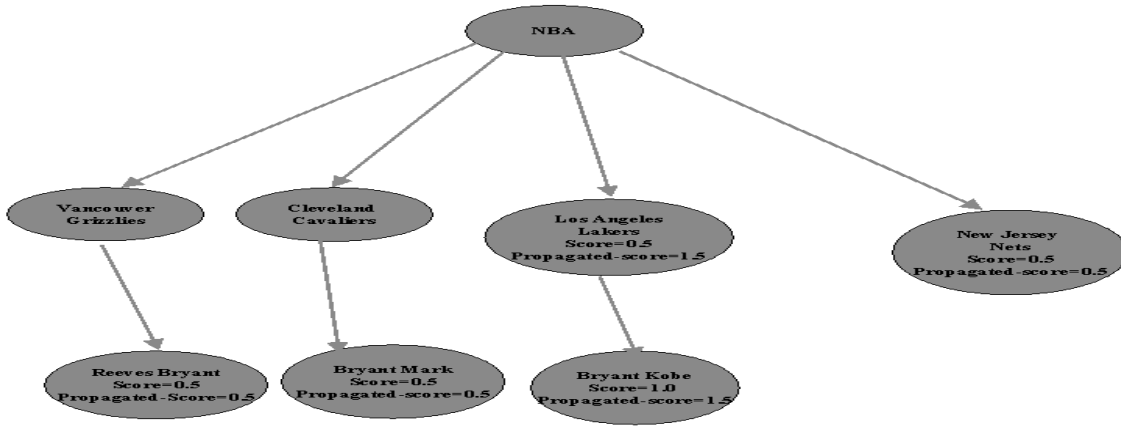 NBA
Vancouver
Grizzlies
Cleveland
Cavaliers
Los Angeles
Lakers
Score=0.5
Propagated-score=1.5
New Jersey
Nets
Score=0.5
Propagated-score=0.5
Reeves Bryant
Score=0.5
Propagated-Score=0.5
Bryant Mark
Score=0.5
Propagated-score=0.5
Bryant Kobe
Score=1.0
Propagated-score=1.5